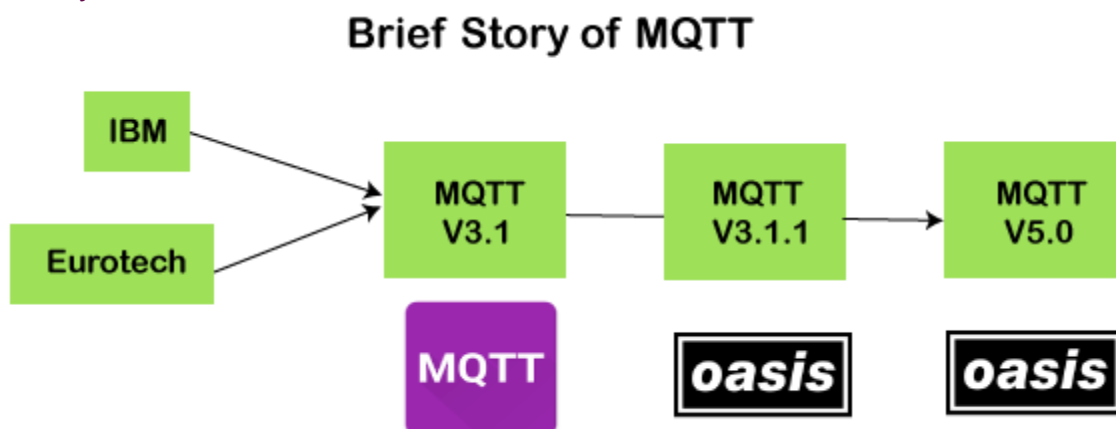 Brief Story of MQTT
IBM
Eurotech
MQTT
V3.1
MQTT
V3.1.1
MQTT
V5.0
MQTT
oasis
oasis